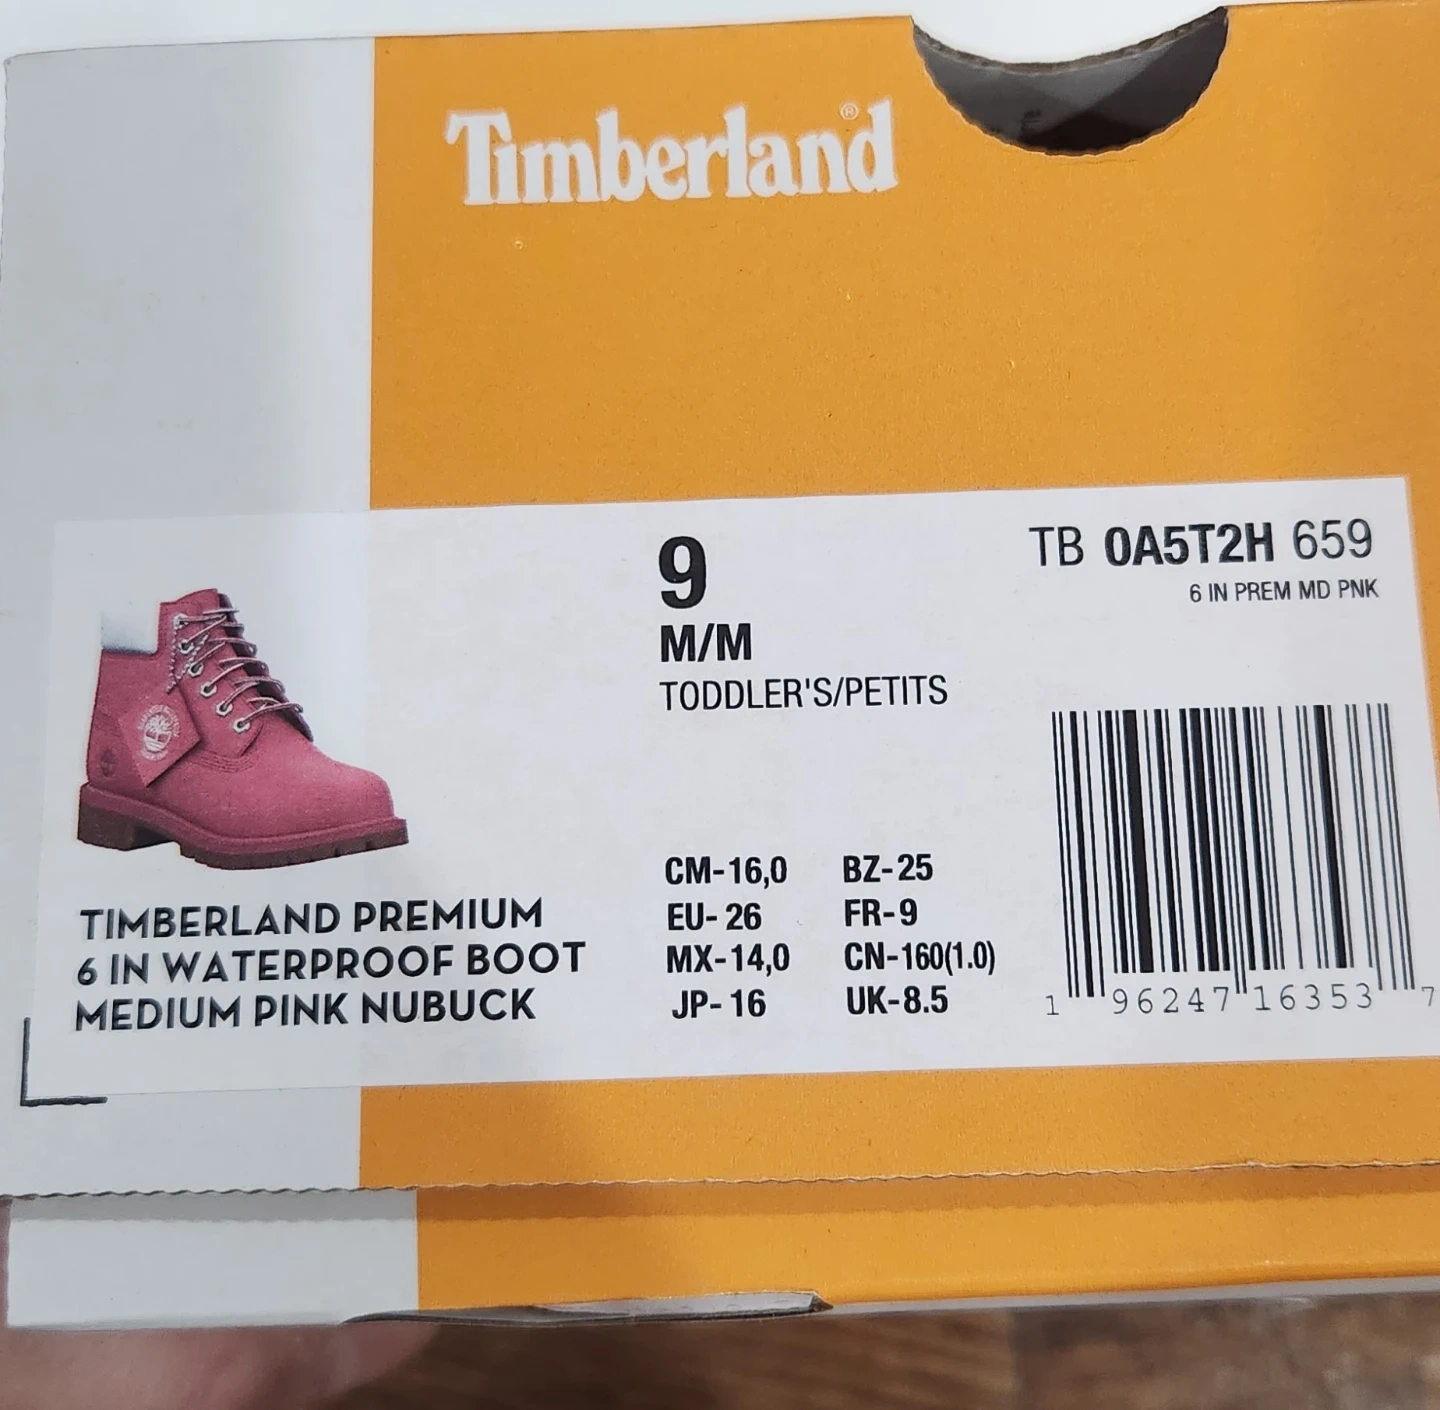 Timberland®
9
M/M
TODDLER'S/PETITS
TB 0A5T2H 659
6 IN PREM MD PNK
TIMBERLAND PREMIUM
6 IN WATERPROOF BOOT
MEDIUM PINK NUBUCK
CM-16,0 BZ-25
EU-26 FR-9
MX-14,0 CN-160(1.0)
JP-16 UK-8.5
1 96247 16353 7